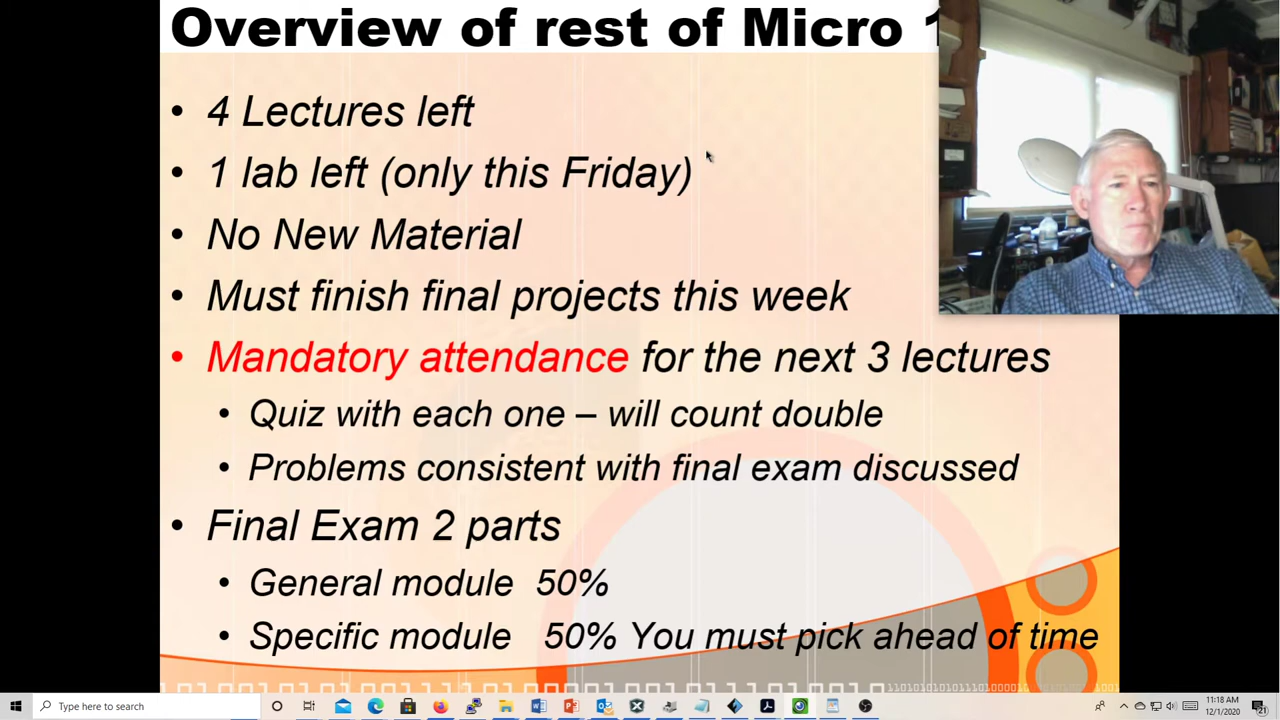 Overview of rest of Micro 1
• 4 Lectures left
• 1 lab left (only this Friday)
• No New Material
• Must finish final projects this week
• Mandatory attendance for the next 3 lectures
• Quiz with each one – will count double
• Problems consistent with final exam discussed
• Final Exam 2 parts
• General module 50%
• Specific module 50% You must pick ahead of time
Type here to search
11:18 AM
12/1/2020